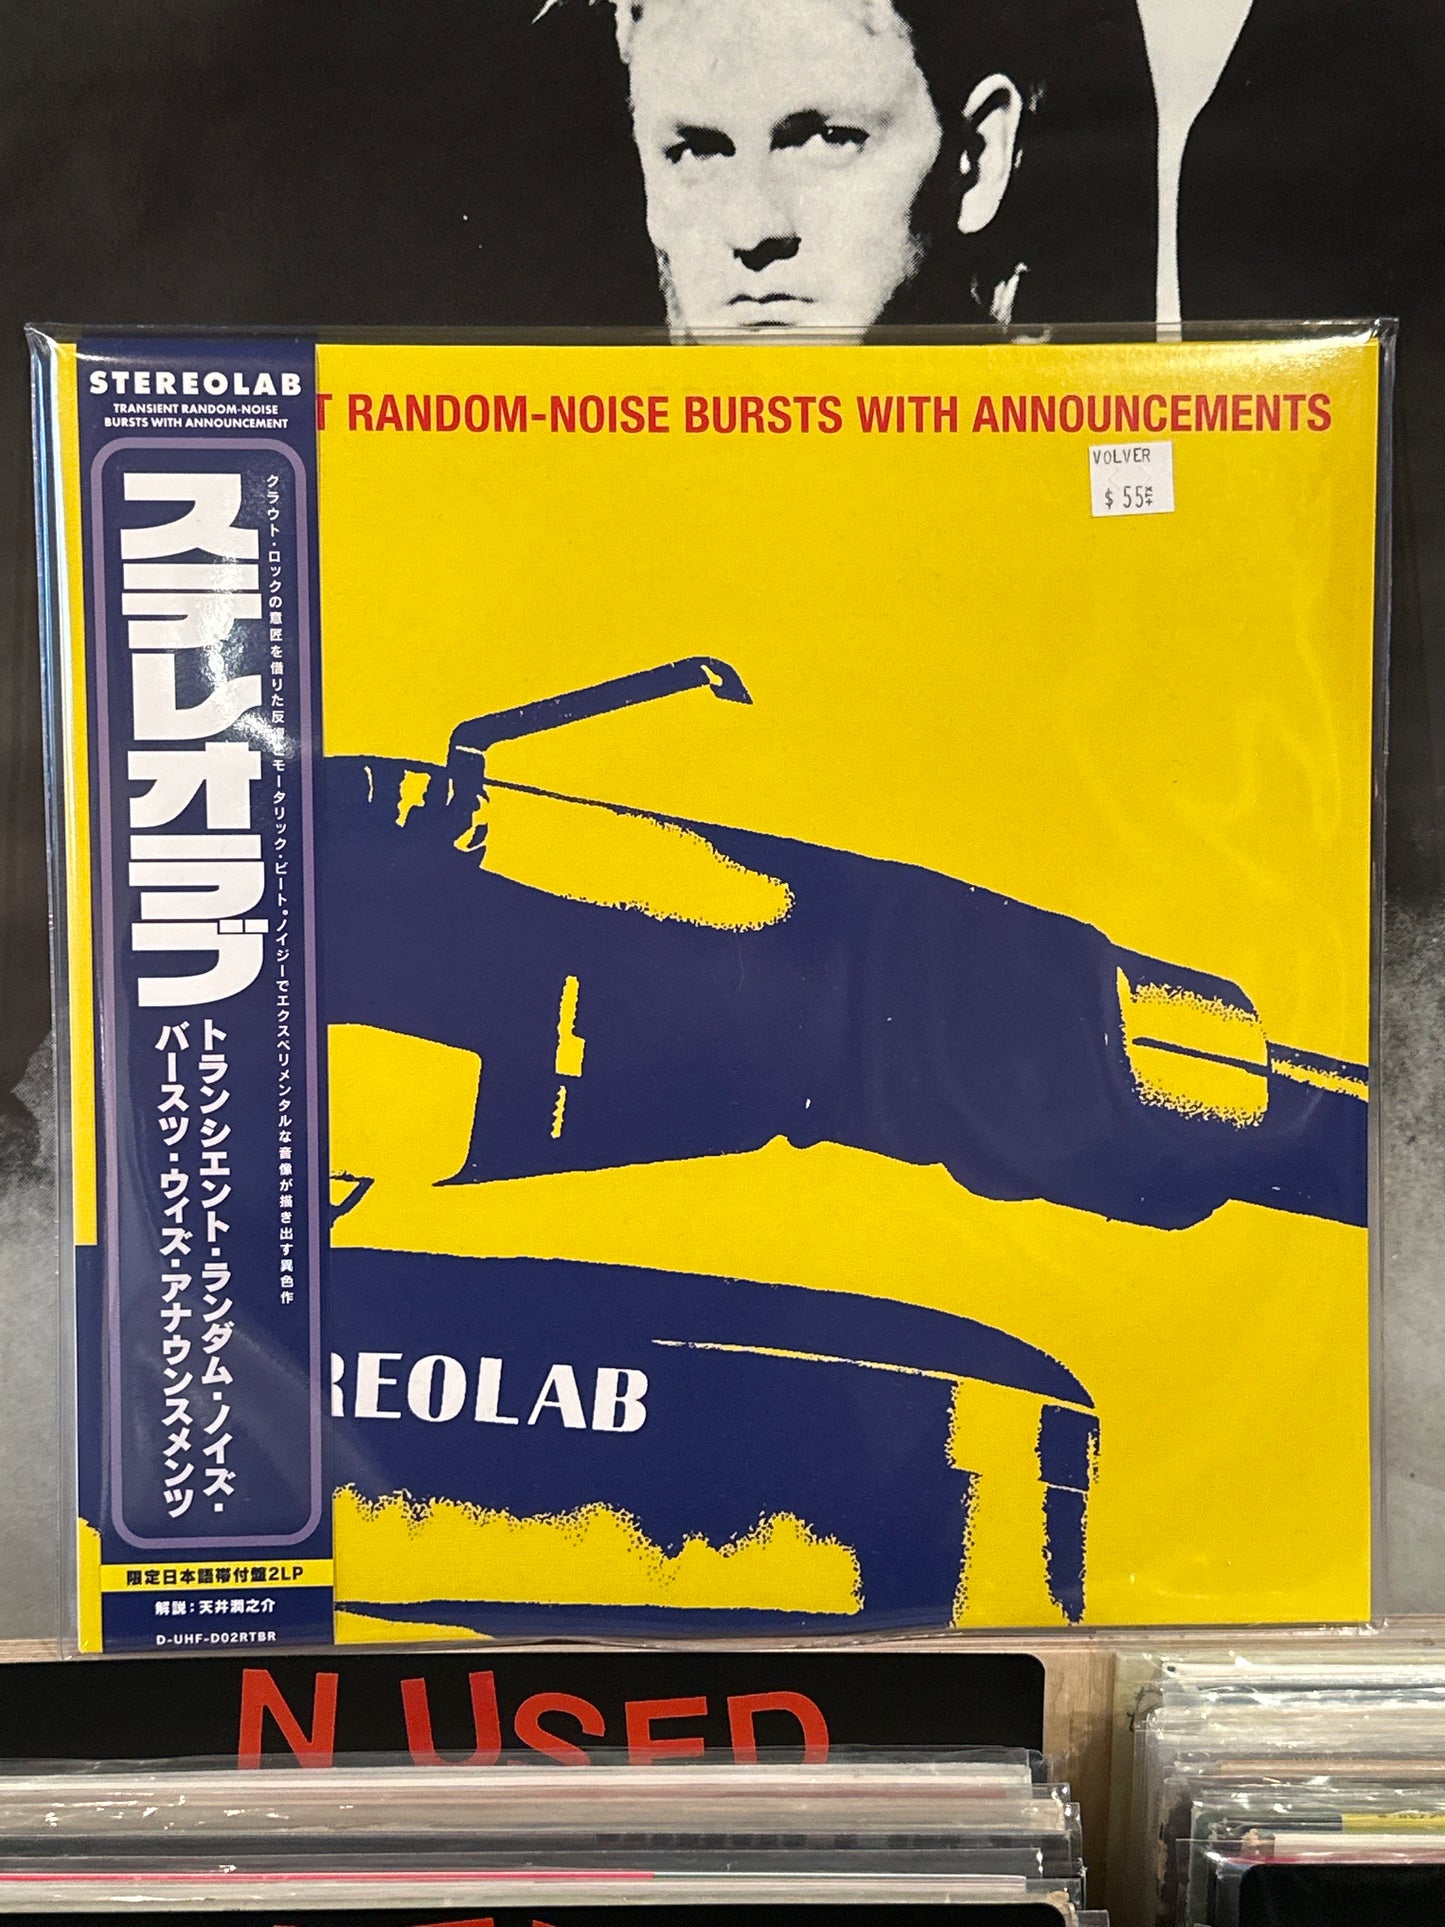 STEREOLAB
TRANSIENT RANDOM-NOISE
BURSTS WITH ANNOUNCEMENT
ステレオラブ
クラウト・ロックの意匠を借りた反復とモータリック・ビート。ノイジーでエクスペリメンタルな音像が描き出す異色作
トランシエント・ランダム・ノイズ・
バースツ・ウィズ・アナウンスメンツ
限定日本語帯付盤2LP
解説:天井潤之介
D-UHF-D02RTBR
T RANDOM-NOISE BURSTS WITH ANNOUNCEMENTS
VOLVER
$ 55
REOLAB
N USED